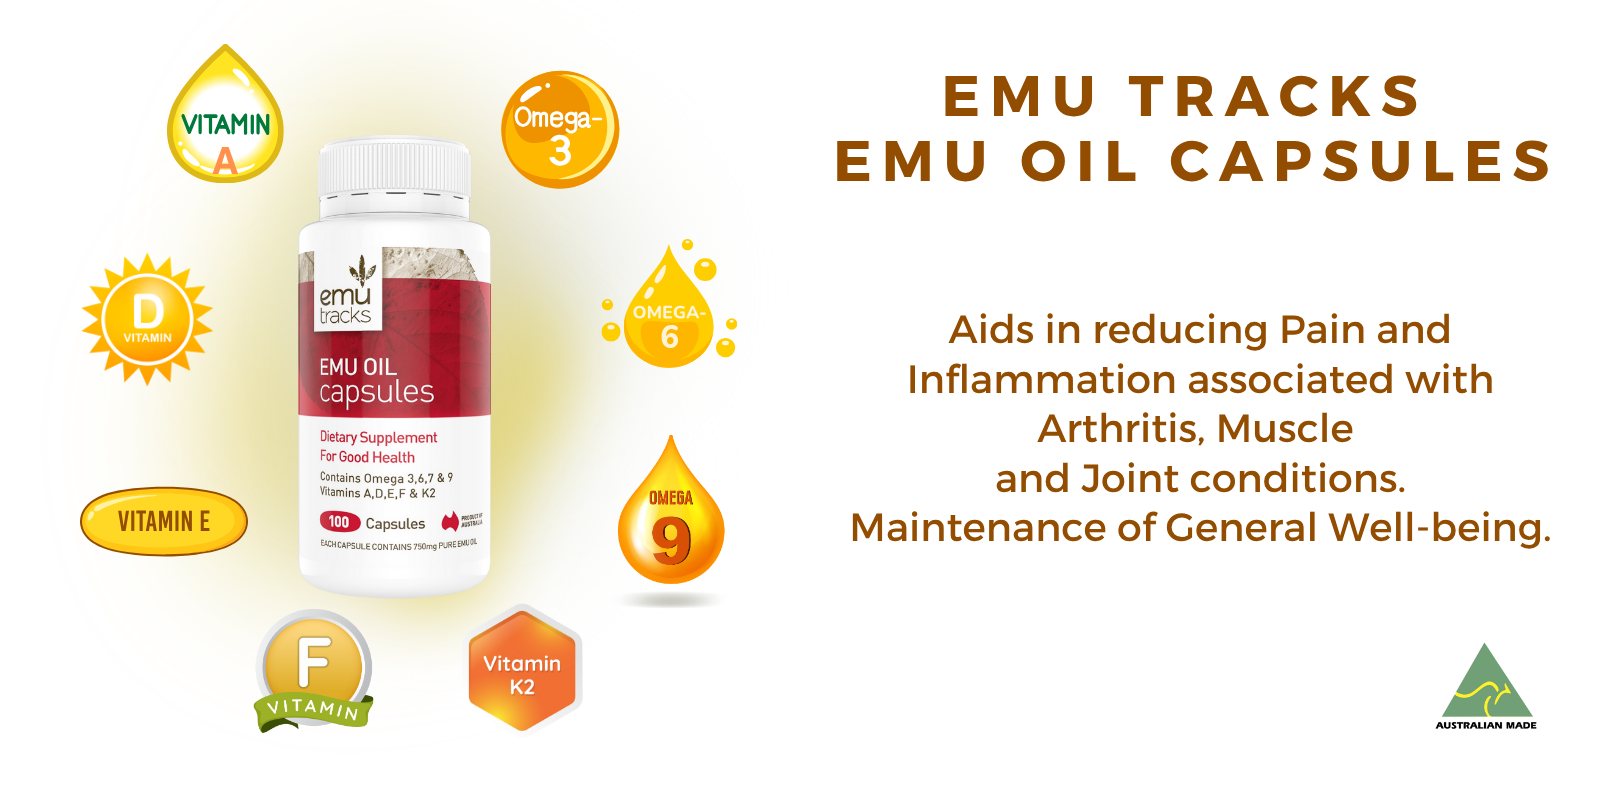 EMU TRACKS
EMU OIL CAPSULES
Aids in reducing Pain and
Inflammation associated with
Arthritis, Muscle
and Joint conditions.
Maintenance of General Well-being.
VITAMIN
A
Omega-
3
D
VITAMIN
OMEGA-
6
VITAMIN E
OMEGA
9
F
VITAMIN
Vitamin
K2
emu
tracks
EMU OIL
capsules
Dietary Supplement
For Good Health
Contains Omega 3,6,7 & 9
Vitamins A,D,E,F & K2
100 Capsules
PRODUCT OF
AUSTRALIA
EACH CAPSULE CONTAINS 750mg PURE EMU OIL
AUSTRALIAN MADE